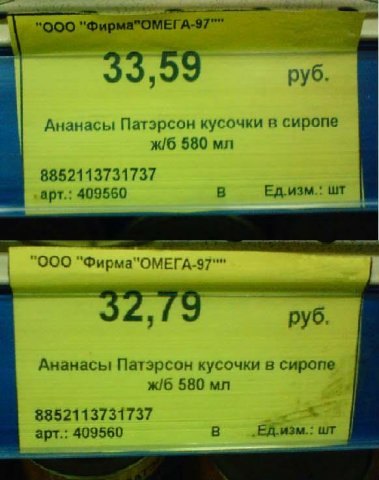 "ООО "Фирма"ОМЕГА-97""
33,59 руб.
Ананасы Патэрсон кусочки в сиропе
ж/б 580 мл
8852113731737
арт.: 409560 В Ед.изм.: шт
"ООО "Фирма"ОМЕГА-97""
32,79 руб.
Ананасы Патэрсон кусочки в сиропе
ж/б 580 мл
8852113731737
арт.: 409560 В Ед.изм.: шт